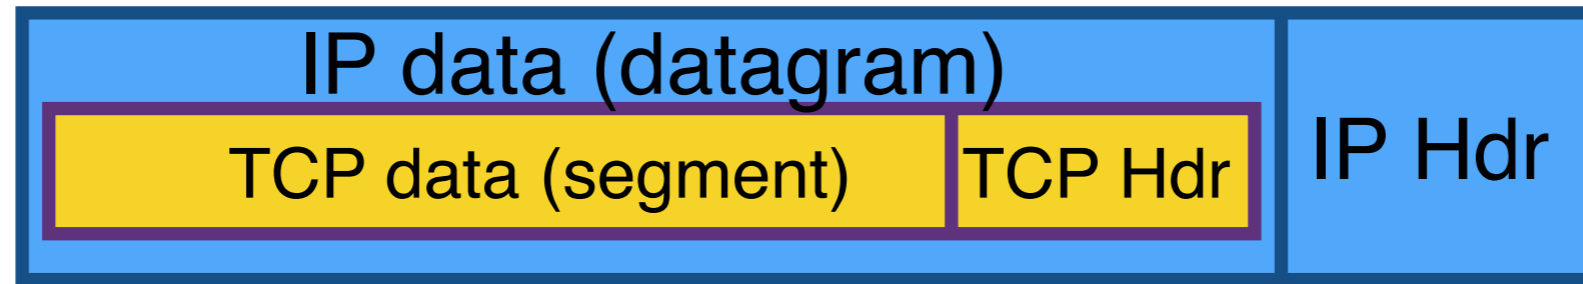 IP data (datagram)
TCP data (segment)
TCP Hdr
IP Hdr